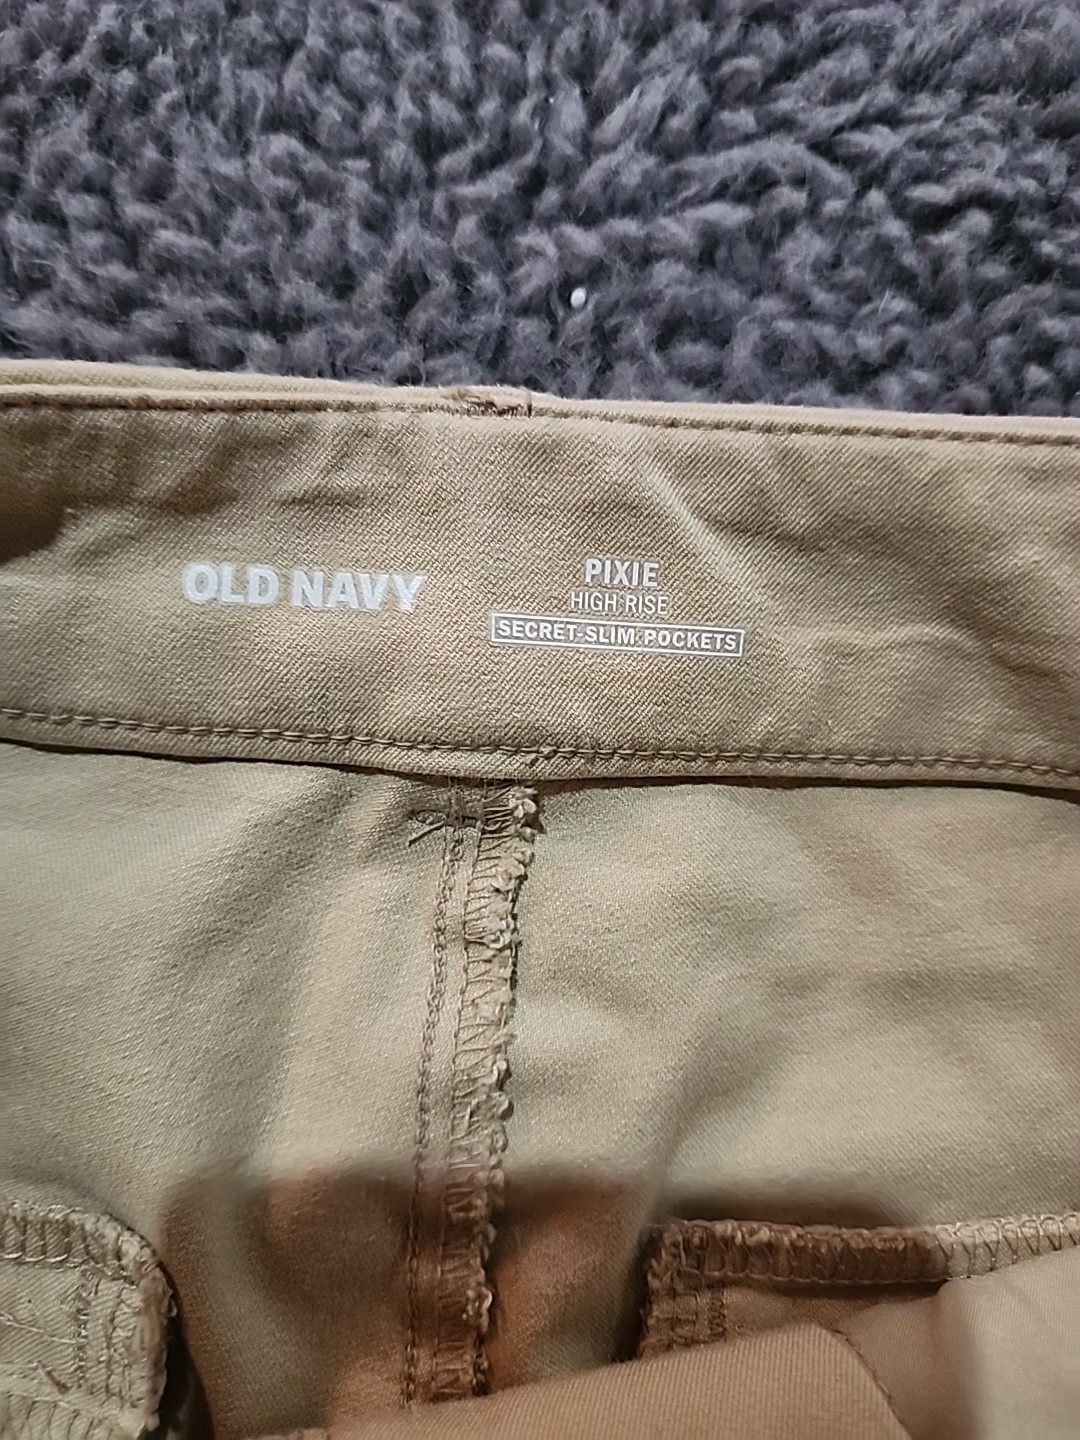 OLD NAVY
PIXIE
HIGH RISE
SECRET-SLIM POCKETS